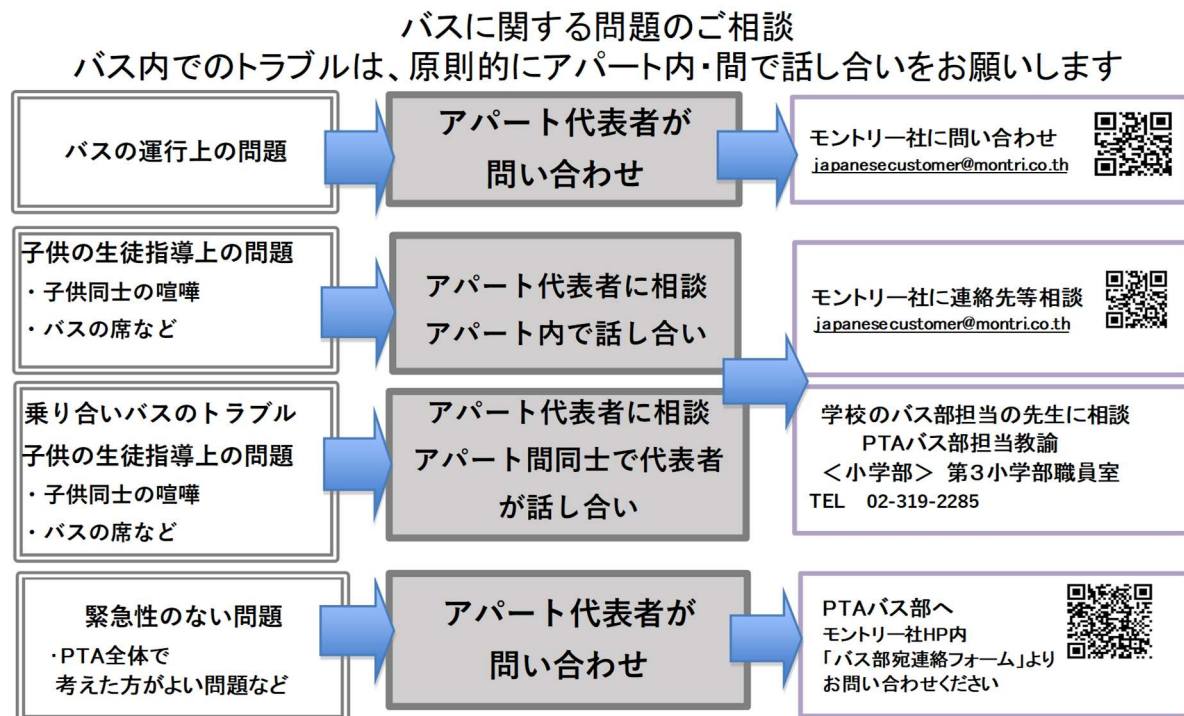 バスに関する問題のご相談
バス内でのトラブルは、原則的にアパート内・間で話し合いをお願いします
バスの運行上の問題
アパート代表者が
問い合わせ
モントリー社に問い合わせ
japanesecustomer@montri.co.th
子供の生徒指導上の問題
・子供同士の喧嘩
・バスの席など
アパート代表者に相談
アパート内で話し合い
モントリー社に連絡先等相談
japanesecustomer@montri.co.th
乗り合いバスのトラブル
子供の生徒指導上の問題
・子供同士の喧嘩
・バスの席など
アパート代表者に相談
アパート間同士で代表者
が話し合い
学校のバス部担当の先生に相談
PTAバス部担当教諭
＜小学部＞ 第３小学部職員室
TEL 02-319-2285
緊急性のない問題
・PTA全体で
考えた方がよい問題など
アパート代表者が
問い合わせ
PTAバス部へ
モントリー社HP内
「バス部宛連絡フォーム」より
お問い合わせください